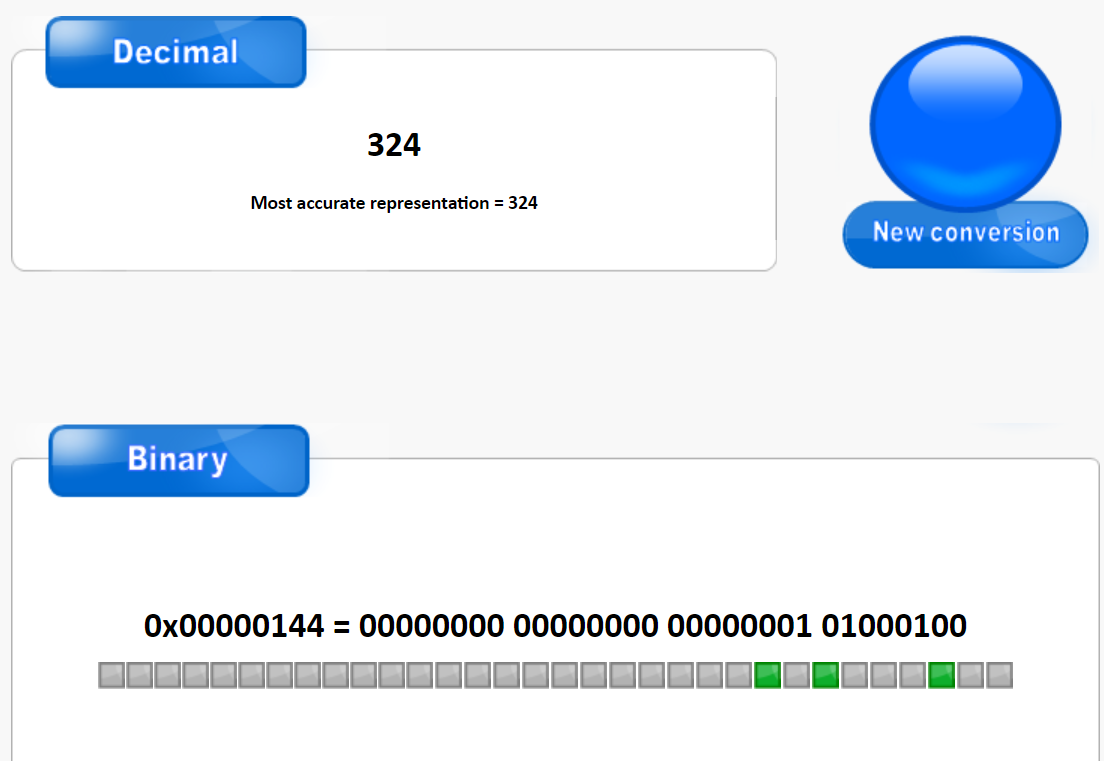 Decimal
324
Most accurate representation = 324
New conversion
Binary
0x00000144 = 00000000 00000000 00000001 01000100